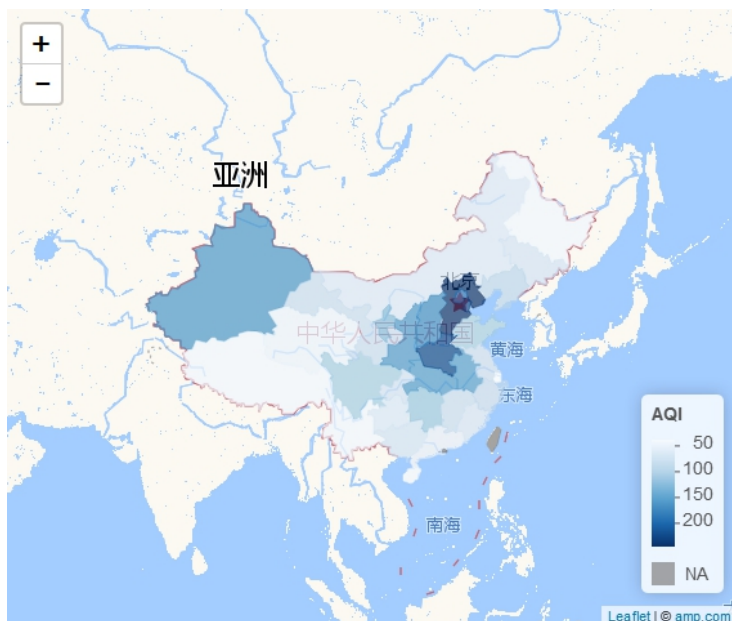 +
−
亚洲
北京
中华人民共和国
黄海
东海
南海
AQI
50
100
150
200
NA
Leaflet | © amp.com